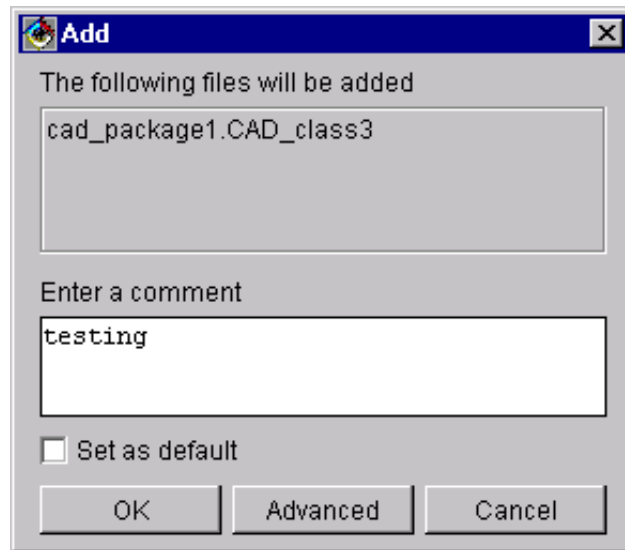 Add
The following files will be added
cad_package1.CAD_class3
Enter a comment
testing
Set as default
OK Advanced Cancel